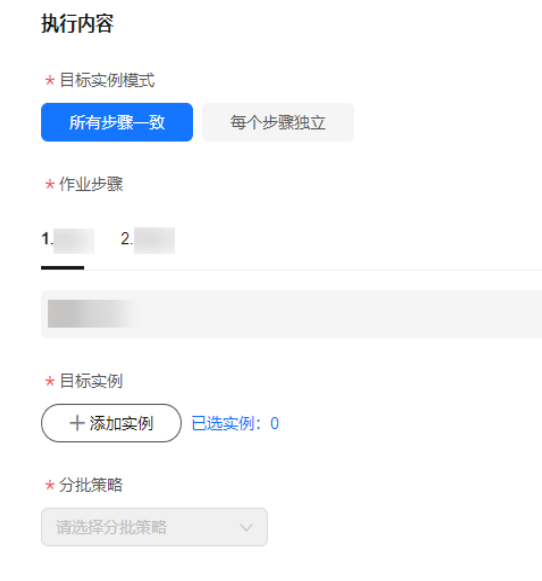 执行内容
* 目标实例模式
所有步骤一致 每个步骤独立
* 作业步骤
1. 2.
* 目标实例
+ 添加实例 已选实例：0
* 分批策略
请选择分批策略